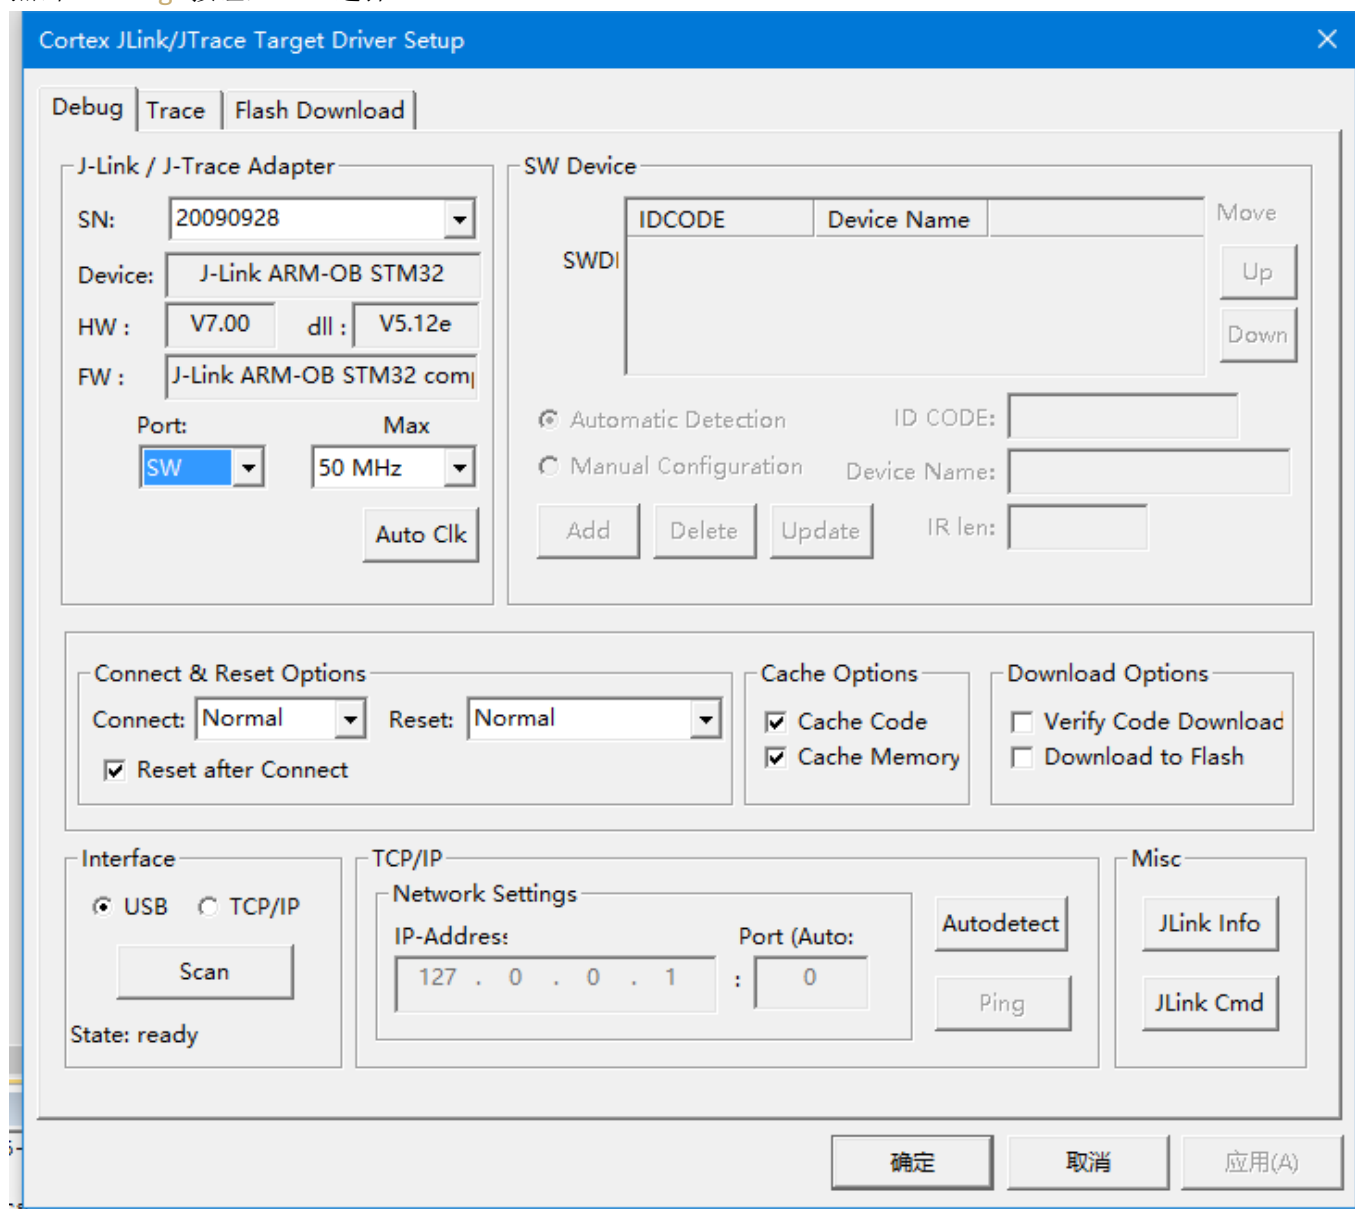 Cortex JLink/JTrace Target Driver Setup
Debug Trace Flash Download
J-Link / J-Trace Adapter
SN: 20090928
Device: J-Link ARM-OB STM32
HW : V7.00 dll : V5.12e
FW : J-Link ARM-OB STM32
Port: Max
SW 50 MHz
Auto Clk
SW Device
IDCODE Device Name Move
SWDI
Up
Down
Automatic Detection ID CODE:
Manual Configuration Device Name:
Add Delete Update IR len:
Connect & Reset Options
Connect: Normal Reset: Normal
Reset after Connect
Cache Options
Cache Code
Cache Memory
Download Options
Verify Code Download
Download to Flash
Interface
USB TCP/IP
Scan
State: ready
TCP/IP
Network Settings
IP-Address Port (Auto:
127 . 0 . 0 . 1 : 0
Autodetect
Ping
Misc
JLink Info
JLink Cmd
确定 取消 应用(A)